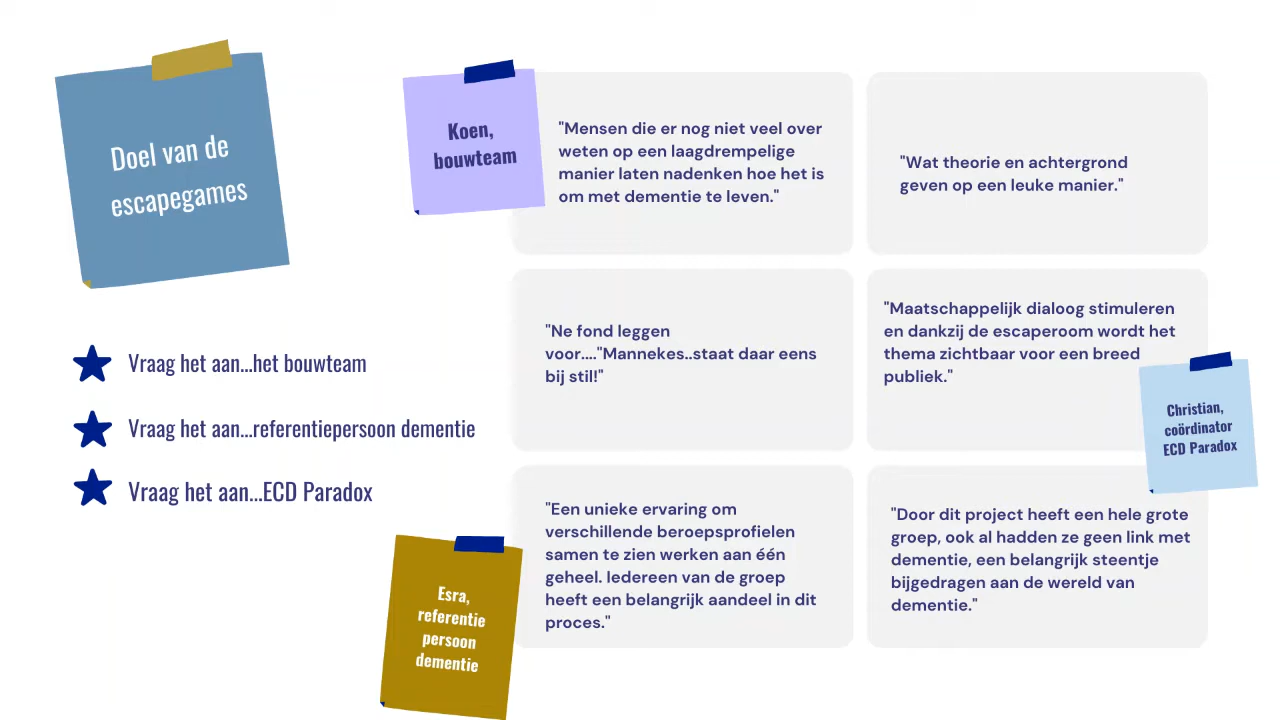 Doel van de
escapegames
Vraag het aan...het bouwteam
Vraag het aan...referentiepersoon dementie
Vraag het aan...ECD Paradox
Koen,
bouwteam
"Mensen die er nog niet veel over
weten op een laagdrempelige
manier laten nadenken hoe het is
om met dementie te leven."
"Wat theorie en achtergrond
geven op een leuke manier."
"Ne fond leggen
voor...."Mannekes..staat daar eens
bij stil!"
"Maatschappelijk dialoog stimuleren
en dankzij de escaperoom wordt het
thema zichtbaar voor een breed
publiek."
Christian,
coördinator
ECD Paradox
Esra,
referentie
persoon
dementie
"Een unieke ervaring om
verschillende beroepsprofielen
samen te zien werken aan één
geheel. Iedereen van de groep
heeft een belangrijk aandeel in dit
proces."
"Door dit project heeft een hele grote
groep, ook al hadden ze geen link met
dementie, een belangrijk steentje
bijgedragen aan de wereld van
dementie."